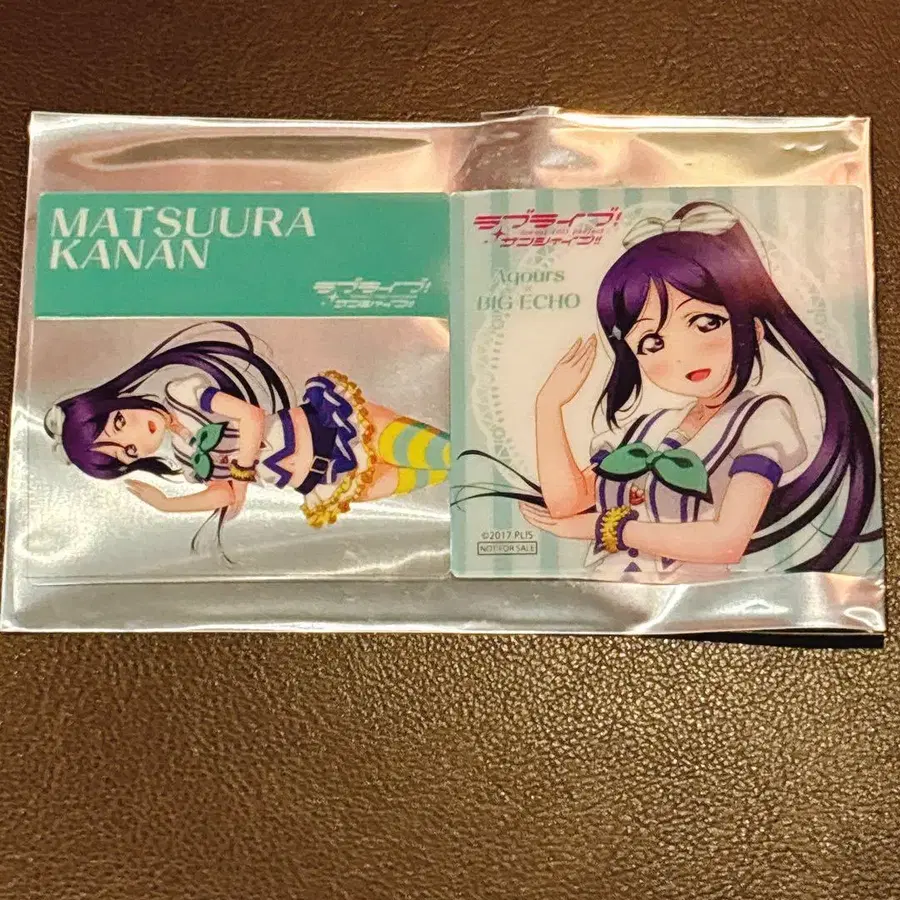 MATSUURA
KANAN
ラブライブ!
サンシャイン!!
ラブライブ!
サンシャイン!!
Aqours
×
BIG ECHO
©2017 PLJS
NOT FOR SALE